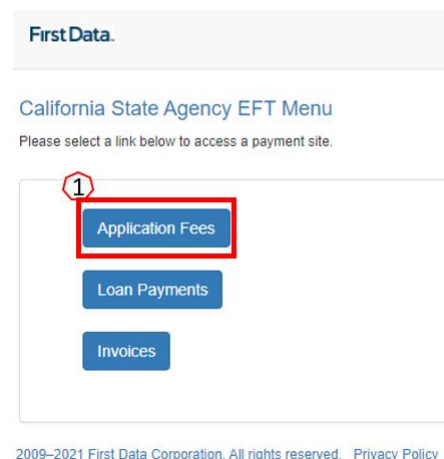 First Data.
California State Agency EFT Menu
Please select a link below to access a payment site.
1
Application Fees
Loan Payments
Invoices
2009–2021 First Data Corporation. All rights reserved. Privacy Policy